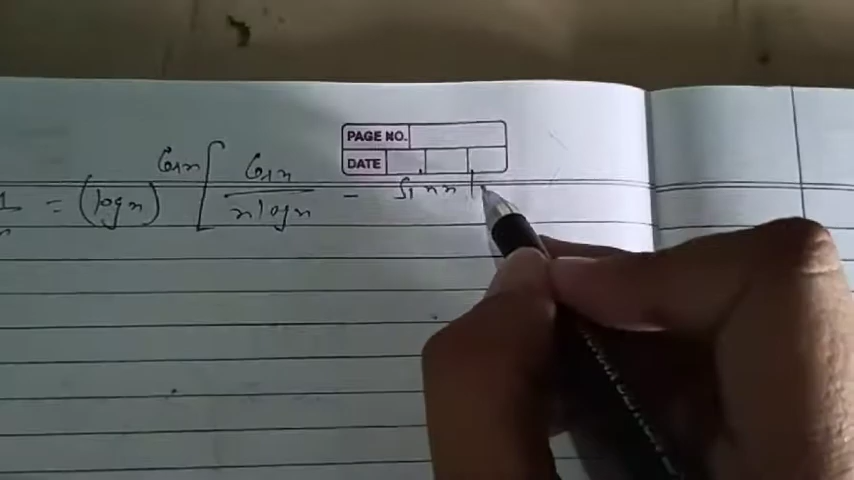 PAGE NO.
DATE
= (log x)^cos x [ cos x / x log x - sin x